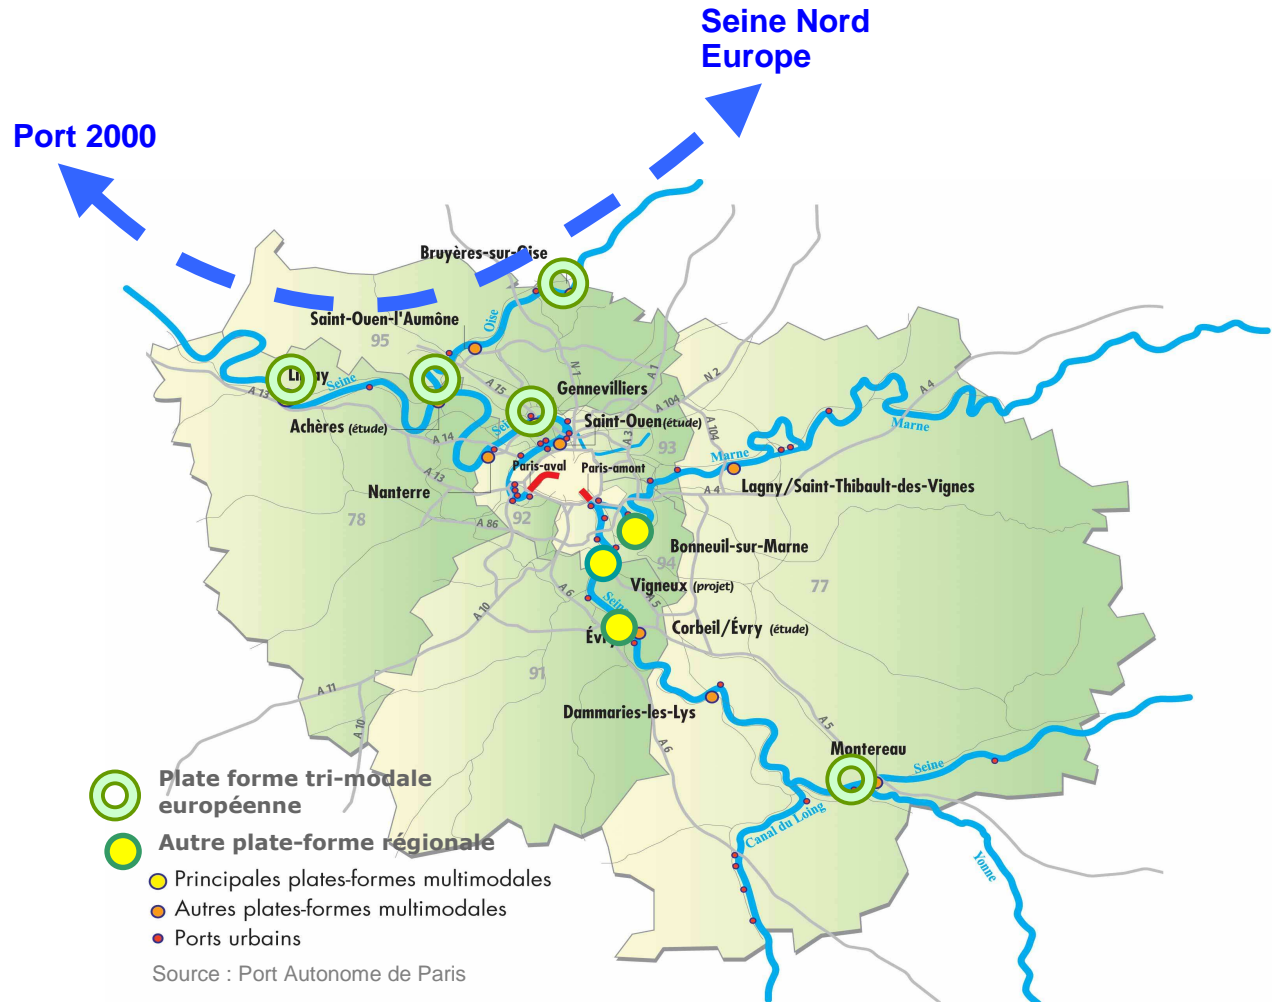 Seine Nord
Europe
Port 2000
Bruyères-sur-Oise
Saint-Ouen-l'Aumône
95
Oise
A 15
N 1
A 1
N 2
A 104
A 104
A 4
A 13
Seine
Gennevilliers
Achères (étude)
A 14
Saint-Ouen (étude)
A 3
93
Marne
Marne
A 13
Paris-aval
Paris-amont
Nanterre
A 4
Lagny/Saint-Thibault-des-Vignes
78
92
A 86
Bonneuil-sur-Marne
94
Vigneux (projet)
77
A 6
Seine
A 5
A 10
Corbeil/Évry (étude)
91
A 11
A 10
Dammaries-les-Lys
A 6
A 5
Montereau
Seine
Canal du Loing
Yonne
Plate forme tri-modale
européenne
Autre plate-forme régionale
Principales plates-formes multimodales
Autres plates-formes multimodales
Ports urbains
Source : Port Autonome de Paris